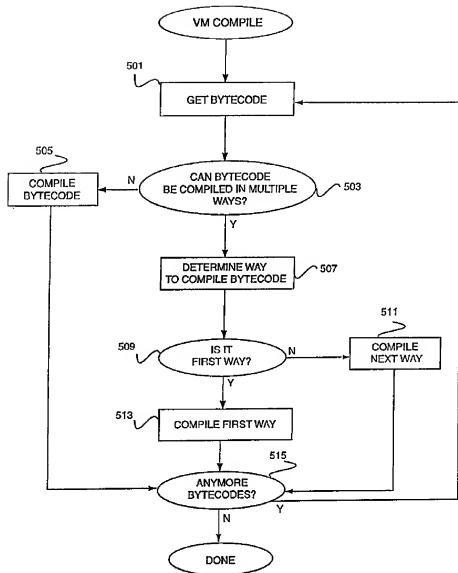 VM COMPILE
501
GET BYTECODE
505
COMPILE
BYTECODE
N
CAN BYTECODE
BE COMPILED IN MULTIPLE
WAYS?
503
Y
DETERMINE WAY
TO COMPILE BYTECODE
507
509
IS IT
FIRST WAY?
N
511
COMPILE
NEXT WAY
Y
513
COMPILE FIRST WAY
515
ANYMORE
BYTECODES?
Y
N
DONE